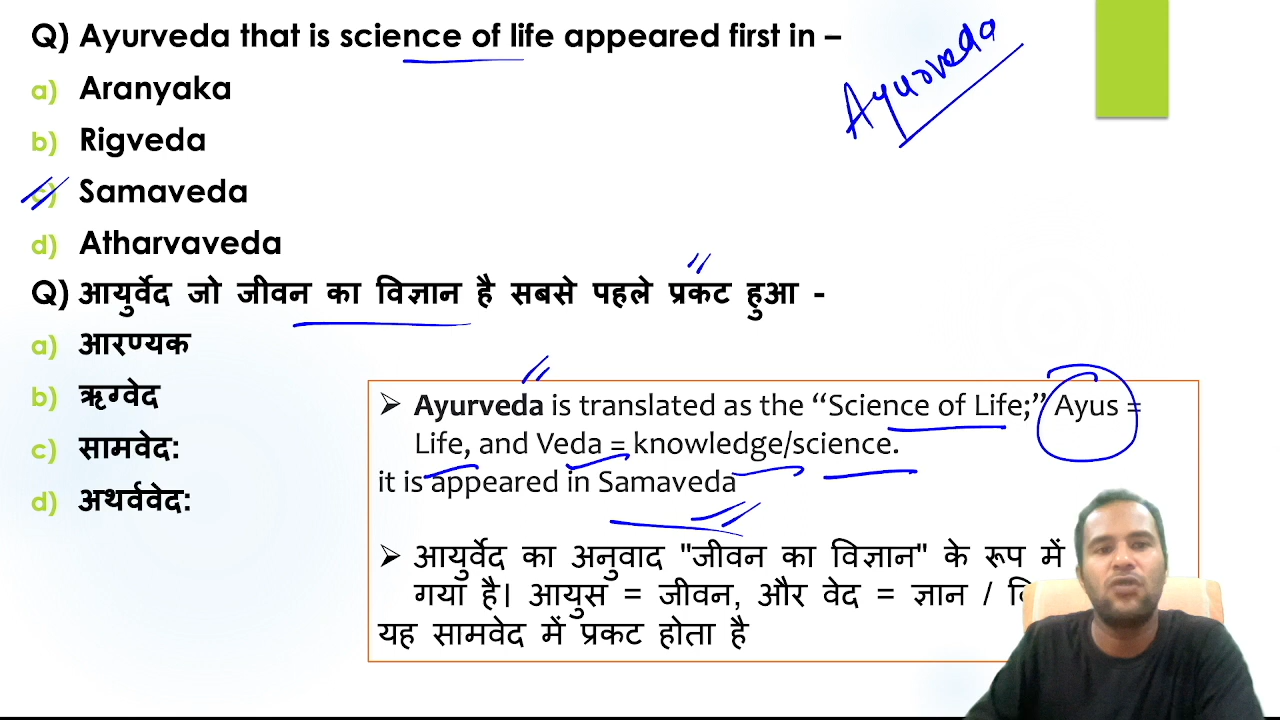 Q) Ayurveda that is science of life appeared first in –
Ayurveda
a) Aranyaka
b) Rigveda
c) Samaveda
d) Atharvaveda
Q) आयुर्वेद जो जीवन का विज्ञान है सबसे पहले प्रकट हुआ -
a) आरण्यक
b) ऋग्वेद
c) सामवेद:
d) अथर्ववेद:
➢ Ayurveda is translated as the “Science of Life;” Ayus =
Life, and Veda = knowledge/science.
it is appeared in Samaveda
➢ आयुर्वेद का अनुवाद "जीवन का विज्ञान" के रूप में
गया है। आयुस = जीवन, और वेद = ज्ञान /
यह सामवेद में प्रकट होता है